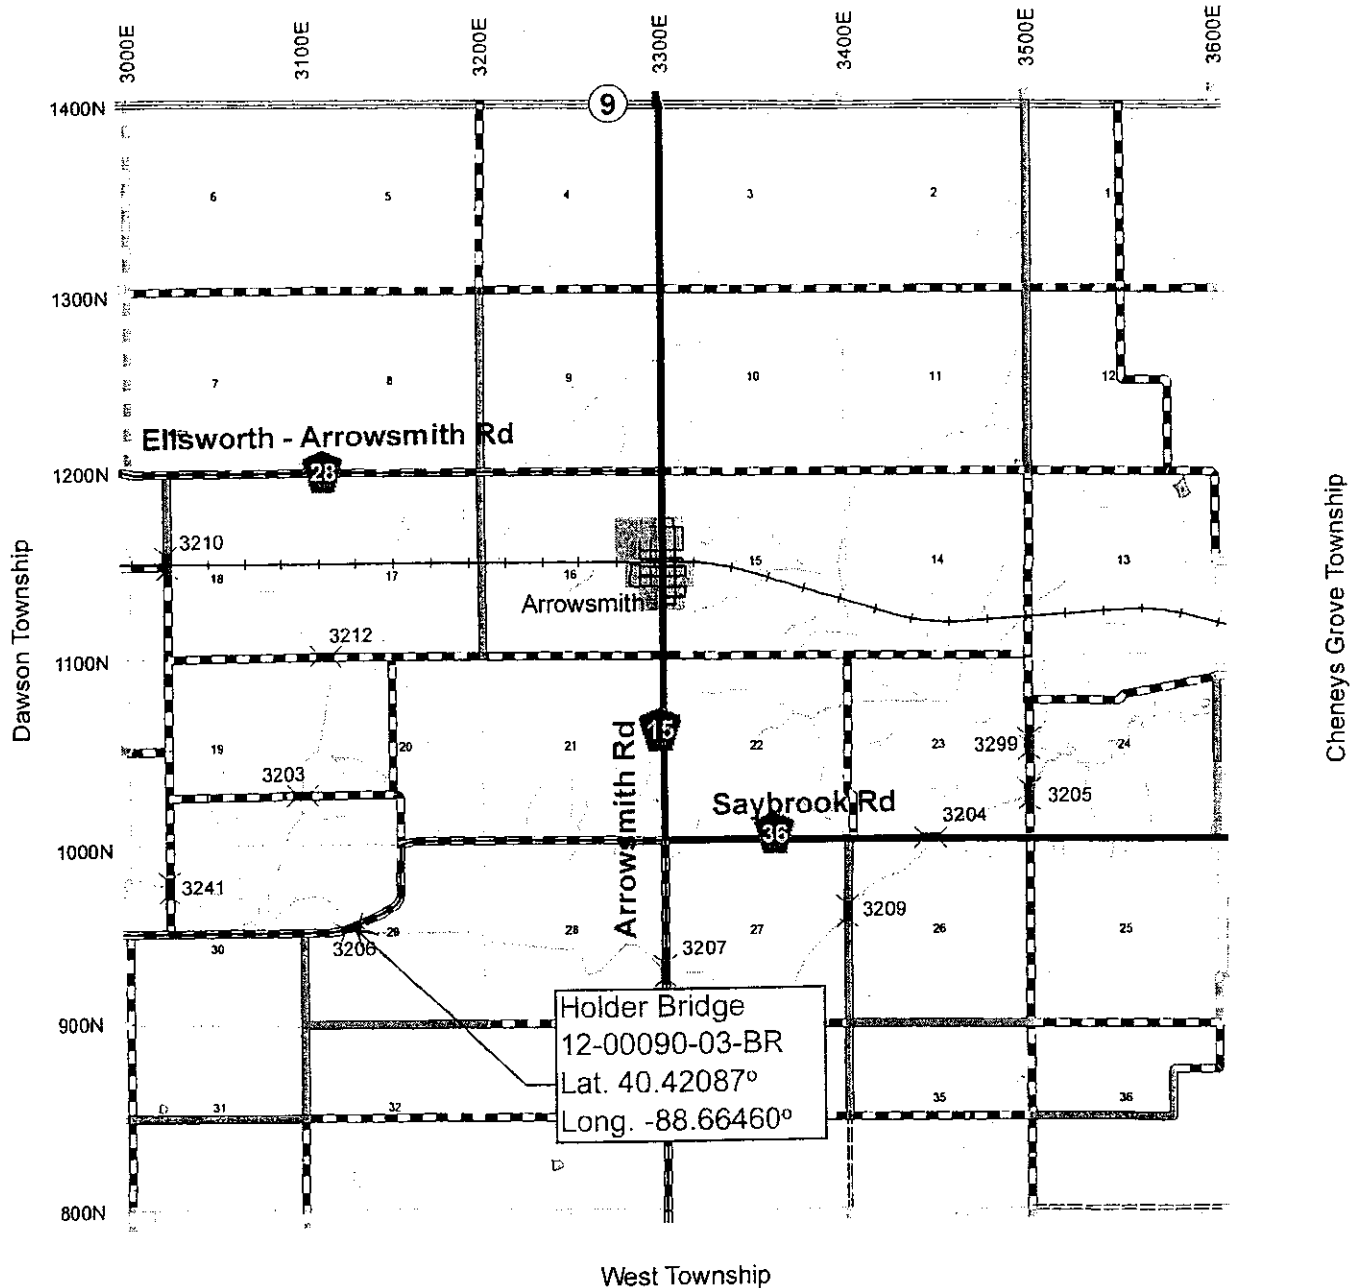 3000E 3100E 3200E 3300E 3400E 3500E 3600E
1400N 9
6 5 4 3 2 1
1300N
7 8 9 10 11 12
Ellsworth - Arrowsmith Rd
28
1200N
3210
18 17 16 15 14 13
Arrowsmith
3212
1100N
Dawson Township
Cheneys Grove Township
15
Arrowsmith Rd
19 20 21 22 23 3299 24
3203
Saybrook Rd
36
3204
3205
1000N
3241
3209
30 3206 29 28 27 26 25
3207
Holder Bridge
12-00090-03-BR
Lat. 40.42087º
Long. -88.66460º
900N
31 32 35 36
800N
West Township